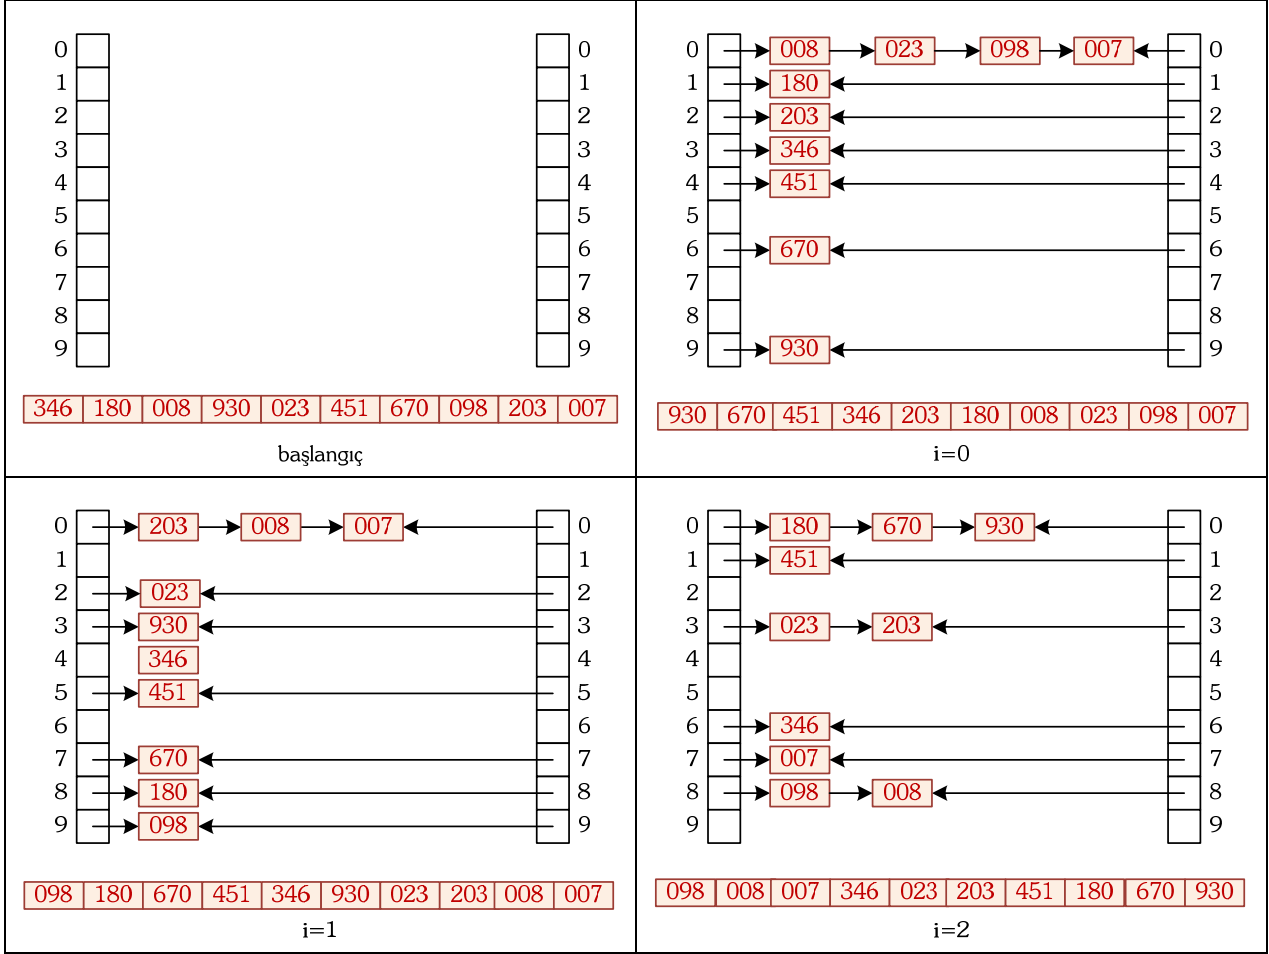 0 0
1 1
2 2
3 3
4 4
5 5
6 6
7 7
8 8
9 9
346 180 008 930 023 451 670 098 203 007
başlangıç
0 008 023 098 007 0
1 180 1
2 203 2
3 346 3
4 451 4
5 5
6 670 6
7 7
8 8
9 930 9
930 670 451 346 203 180 008 023 098 007
i=0
0 203 008 007 0
1 1
2 023 2
3 930 3
4 346 4
5 451 5
6 6
7 670 7
8 180 8
9 098 9
098 180 670 451 346 930 023 203 008 007
i=1
0 180 670 930 0
1 451 1
2 2
3 023 203 3
4 4
5 5
6 346 6
7 007 7
8 098 008 8
9 9
098 008 007 346 023 203 451 180 670 930
i=2